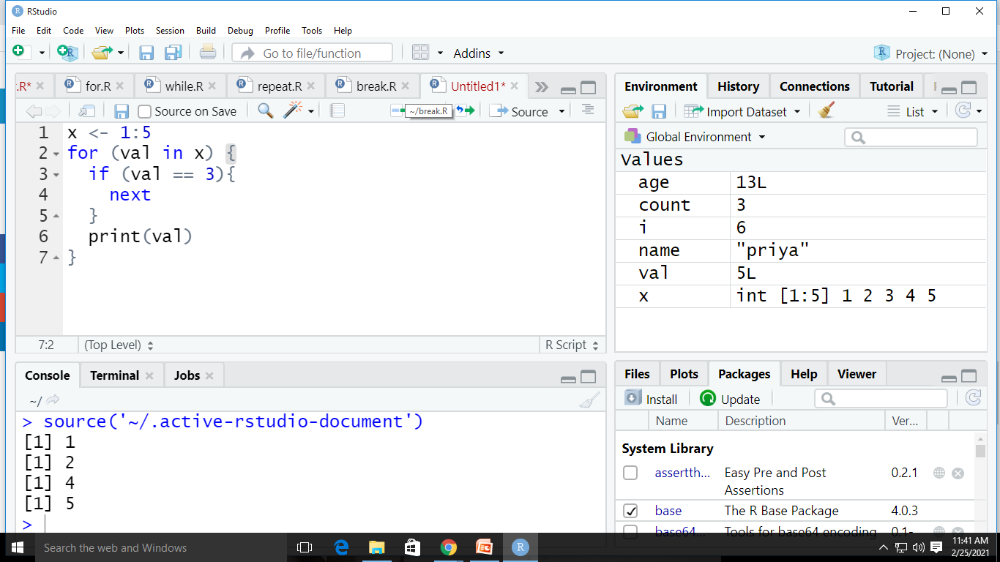 RStudio
File Edit Code View Plots Session Build Debug Profile Tools Help
Go to file/function Addins Project: (None)
.R* for.R while.R repeat.R break.R Untitled1*
Source on Save ~/break.R Source
1 x <- 1:5
2 for (val in x) {
3 if (val == 3){
4 next
5 }
6 print(val)
7 }
7:2 (Top Level) R Script
Console Terminal Jobs
~/
> source('~/.active-rstudio-document')
[1] 1
[1] 2
[1] 4
[1] 5
>
Environment History Connections Tutorial
Import Dataset List
Global Environment
Values
age 13L
count 3
i 6
name "priya"
val 5L
x int [1:5] 1 2 3 4 5
Files Plots Packages Help Viewer
Install Update
Name Description Ver...
System Library
assertth... Easy Pre and Post Assertions 0.2.1
base The R Base Package 4.0.3
base64... Tools for base64 encoding 0.1-
Search the web and Windows
11:41 AM
2/25/2021